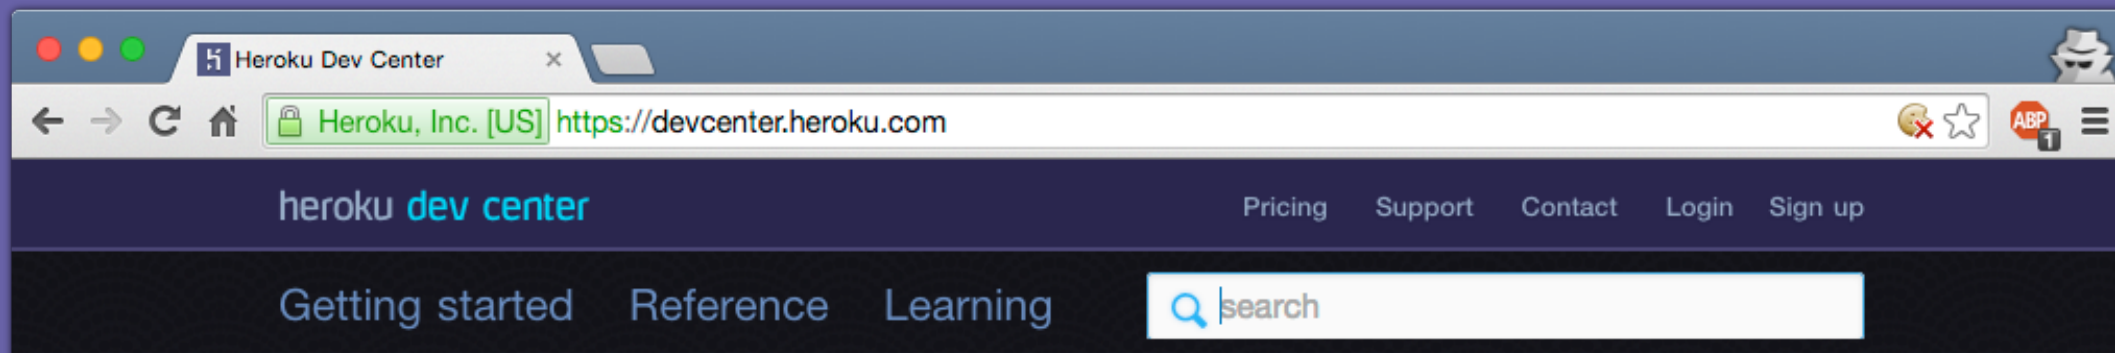 Heroku Dev Center
Heroku, Inc. [US] https://devcenter.heroku.com
ABP 1
heroku dev center Pricing Support Contact Login Sign up
Getting started Reference Learning search